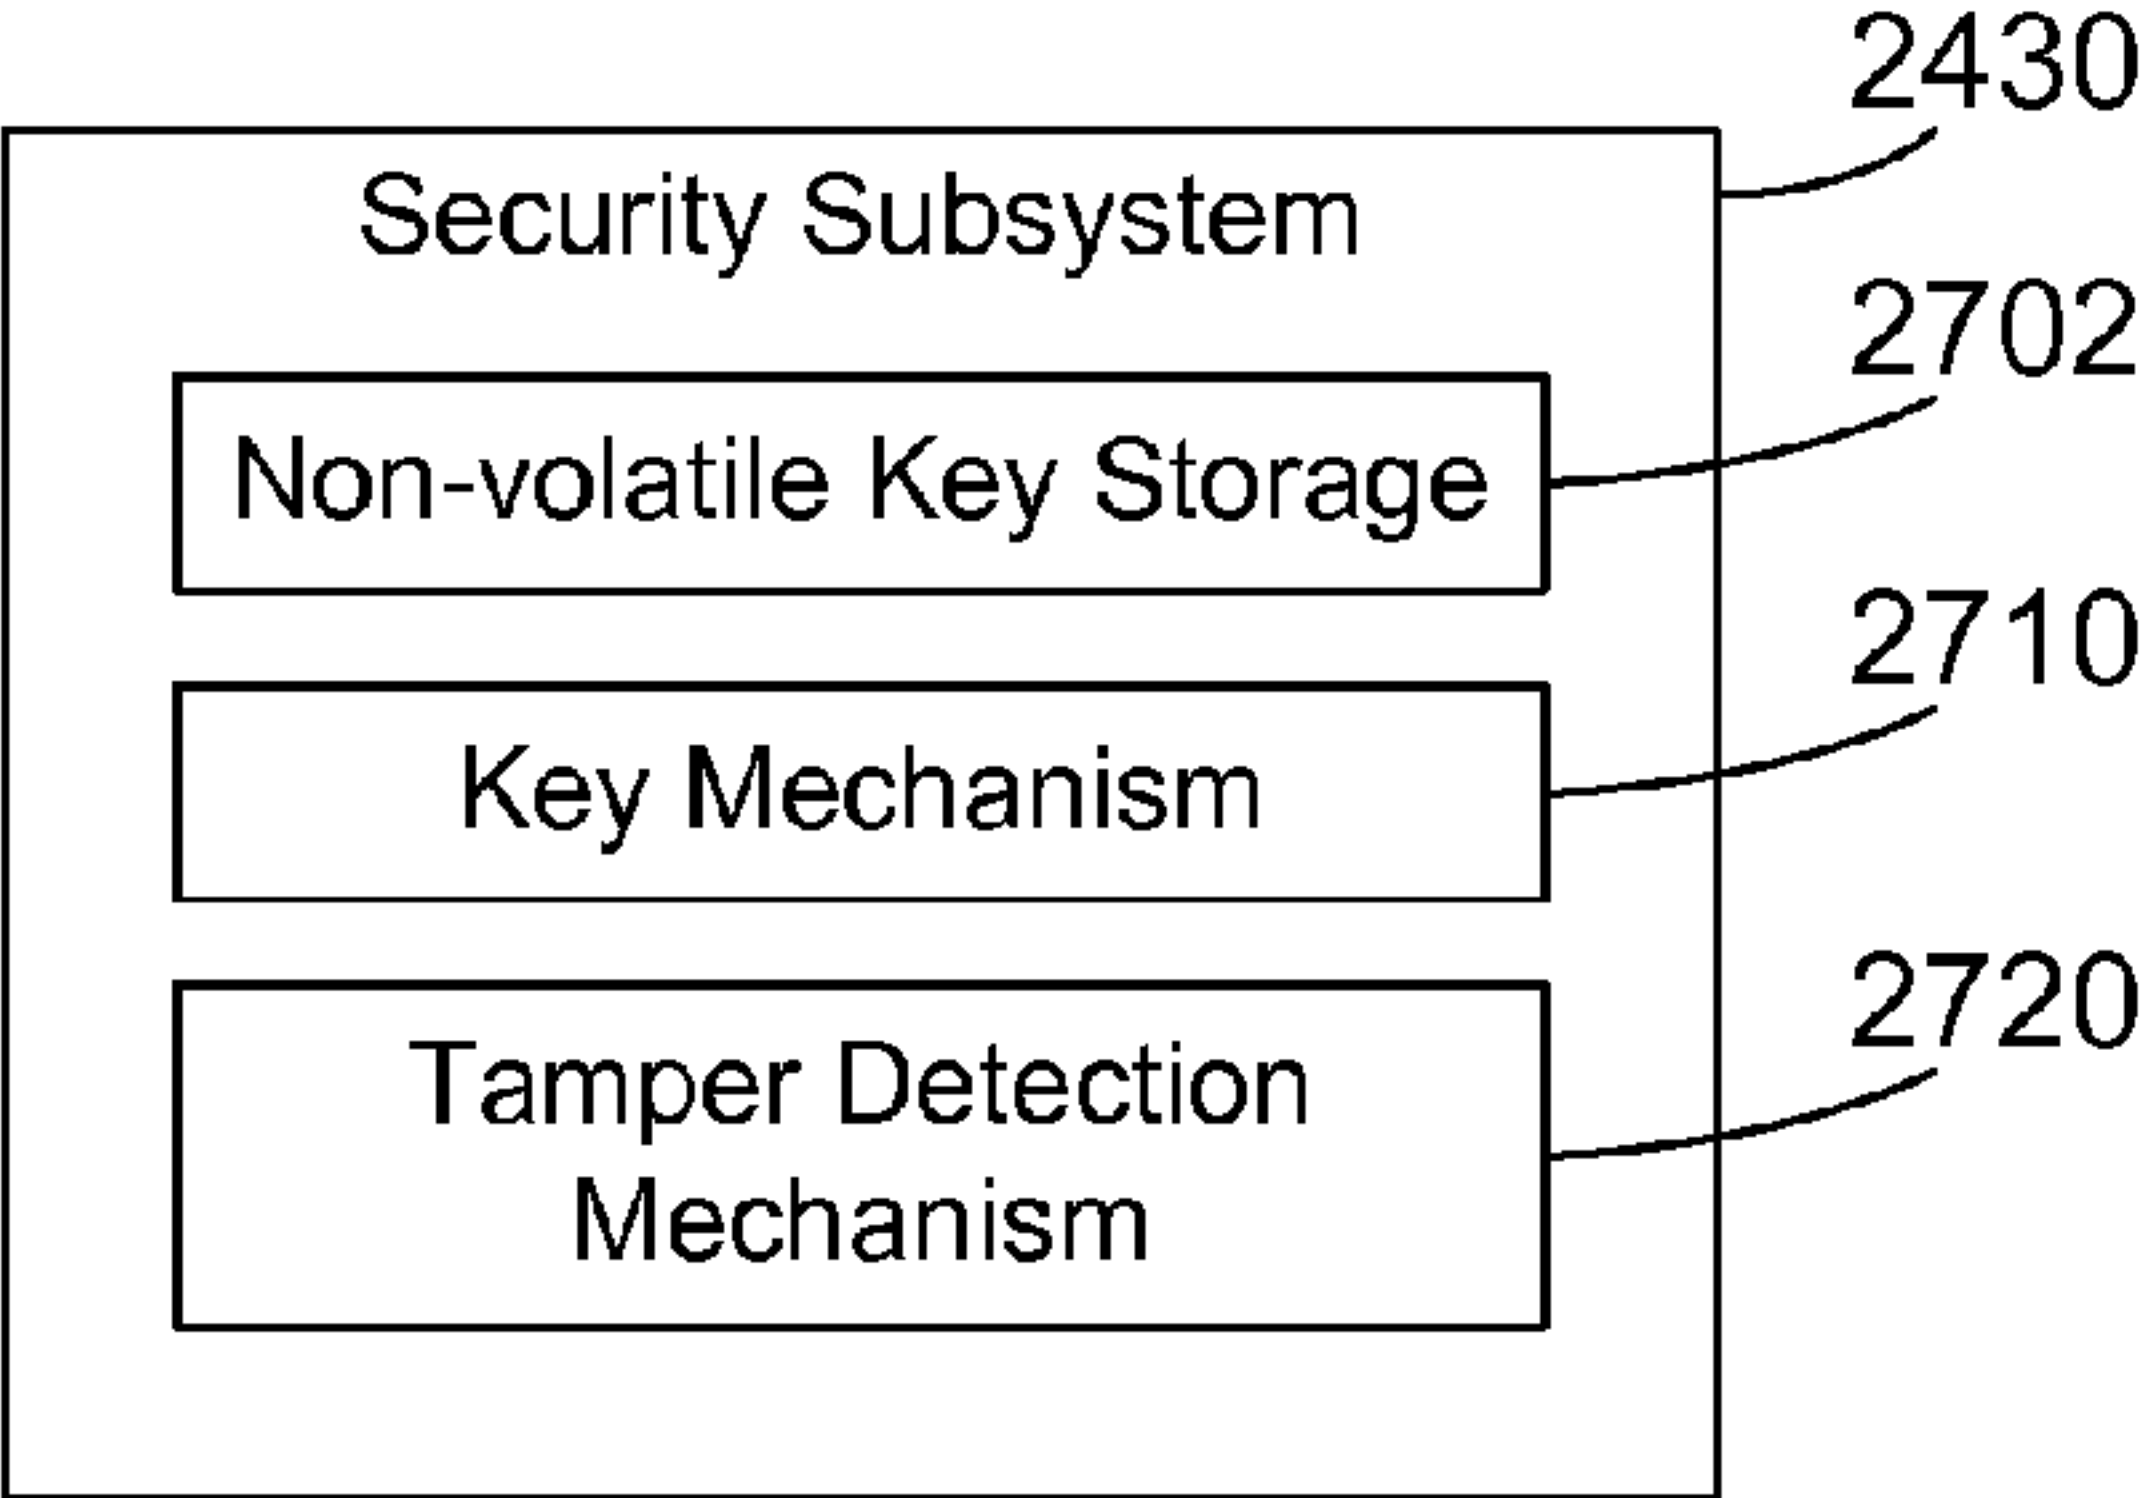 2430
Security Subsystem
2702
Non-volatile Key Storage
2710
Key Mechanism
2720
Tamper Detection
Mechanism